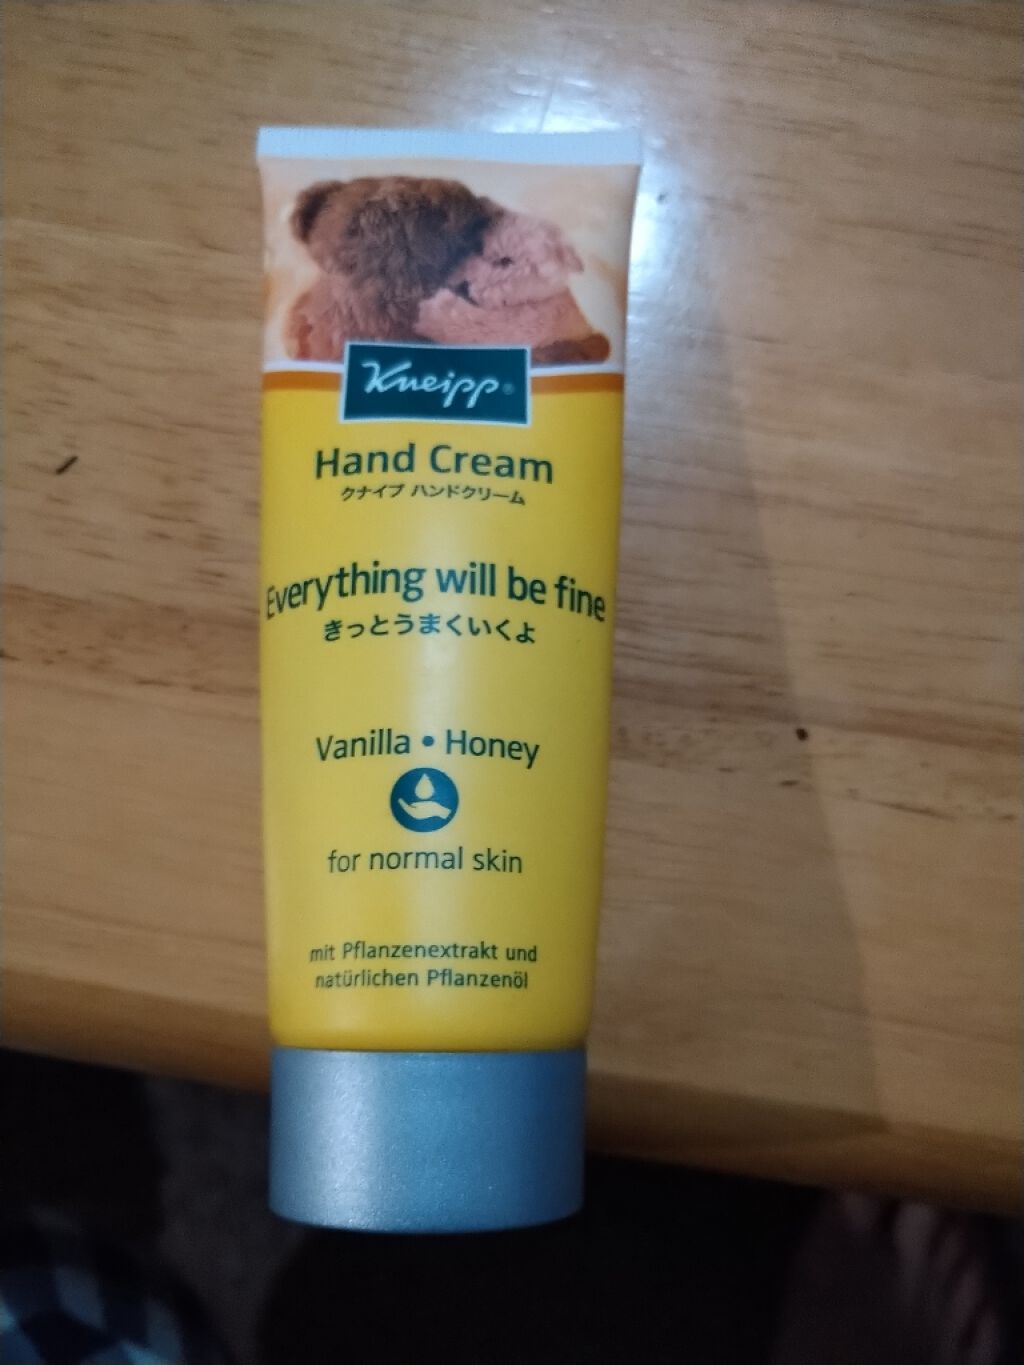 Kneipp®
Hand Cream
クナイプ ハンドクリーム
Everything will be fine
きっとうまくいくよ
Vanilla • Honey
for normal skin
mit Pflanzenextrakt und
natürlichen Pflanzenöl